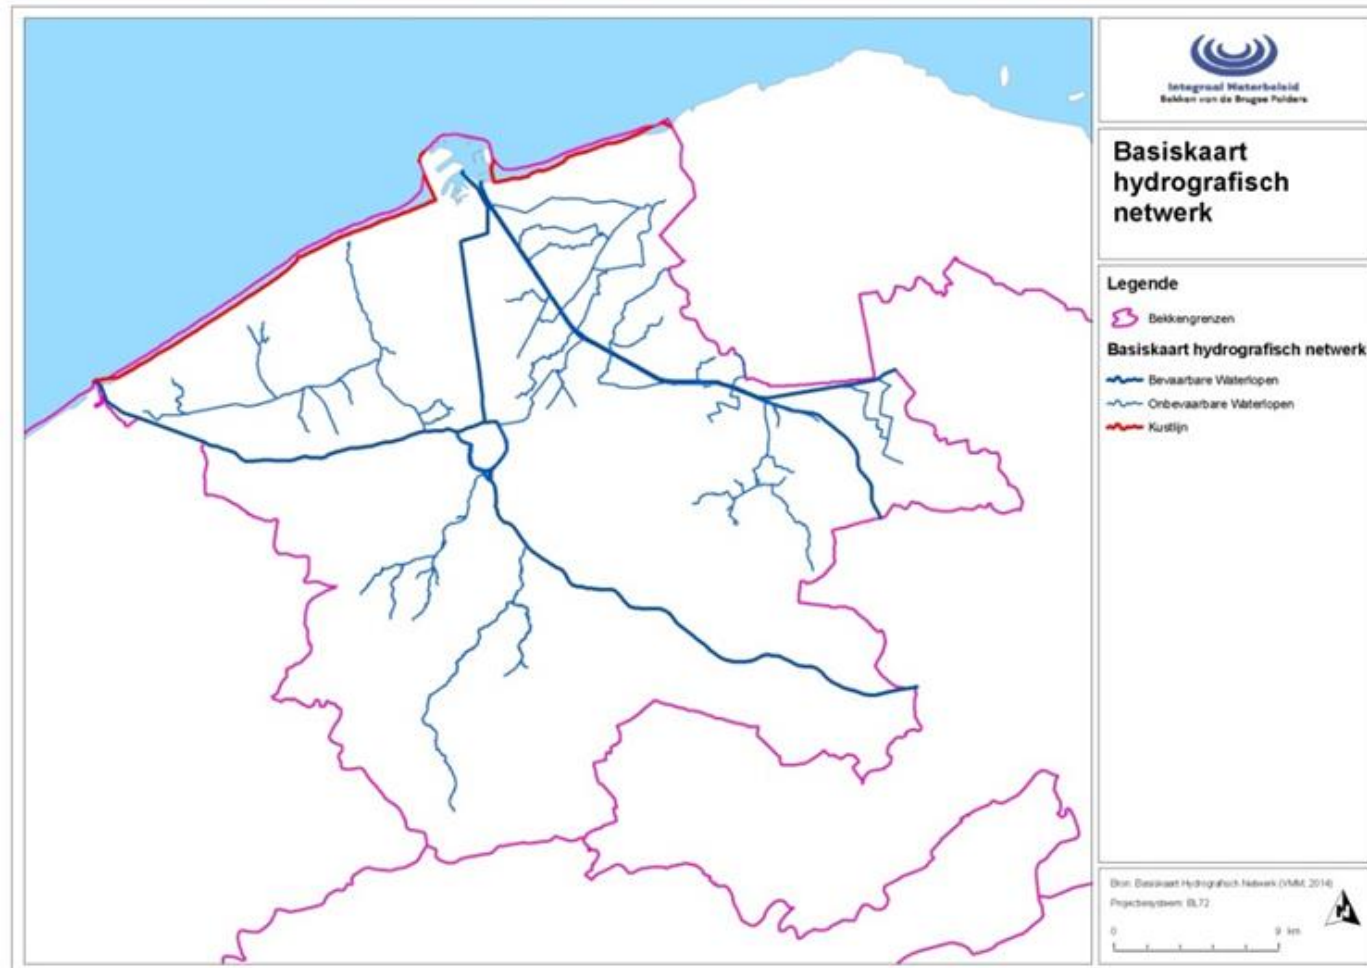 Integraal Waterbeleid
Bekken van de Brugse Polders
Basiskaart
hydrografisch
netwerk
Legende
Bekkengrenzen
Basiskaart hydrografisch netwerk
Bevaarbare Waterlopen
Onbevaarbare Waterlopen
Kustlijn
Bron: Basiskaart Hydrografisch Netwerk (VMM, 2014)
Projectiesysteem: BL72
0 9 km